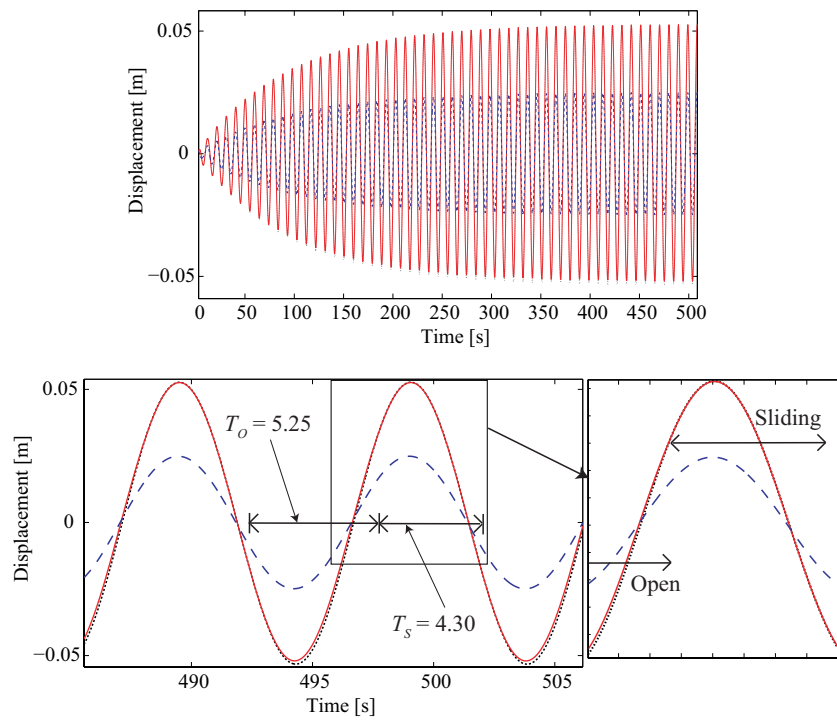 0.05
0
−0.05
Displacement [m]
0 50 100 150 200 250 300 350 400 450 500
Time [s]
0.05
0
−0.05
Displacement [m]
T_O = 5.25
T_S = 4.30
490 495 500 505
Time [s]
Sliding
Open